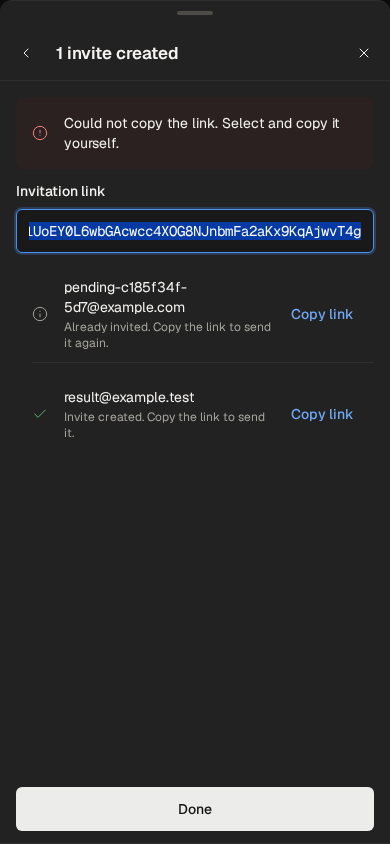 1 invite created
Could not copy the link. Select and copy it
yourself.
Invitation link
UoEY0L6wbGAcwcc4XOG8NJnbmFa2aKx9KqAjwvT4g
pending-c185f34f-
5d7@example.com
Already invited. Copy the link to send
it again.
Copy link
result@example.test
Invite created. Copy the link to send
it.
Copy link
Done